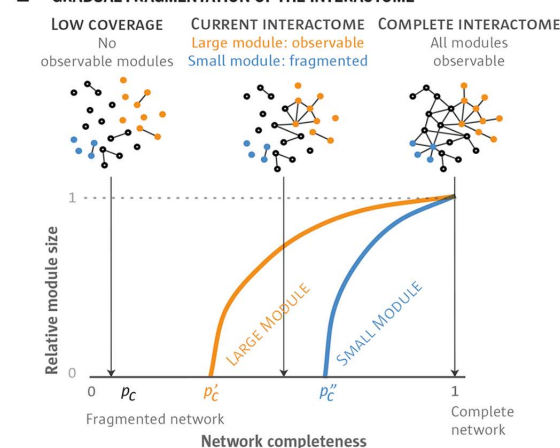 GRADUAL FRAGMENTATION OF THE INTERACTOME
LOW COVERAGE
No
observable modules
CURRENT INTERACTOME
Large module: observable
Small module: fragmented
COMPLETE INTERACTOME
All modules
observable
Relative module size
1
0
LARGE MODULE
SMALL MODULE
0
pC
p′C
p″C
1
Fragmented network
Complete
network
Network completeness